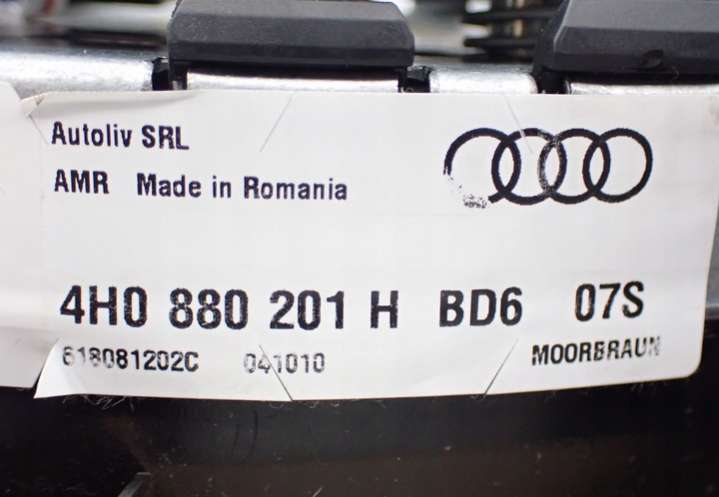 Autoliv SRL
AMR Made in Romania
4H0 880 201 H BD6 07S
618081202C 041010 MOORBRAUN